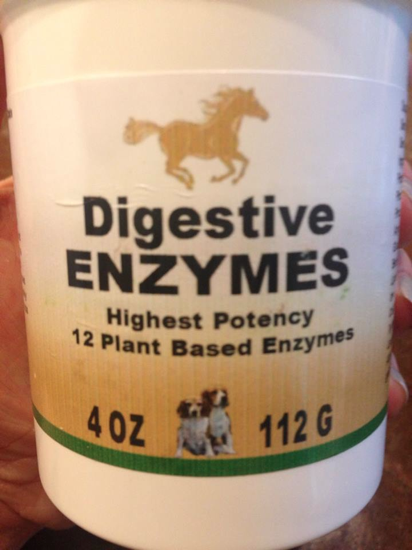 Digestive
ENZYMES
Highest Potency
12 Plant Based Enzymes
4 OZ
112 G